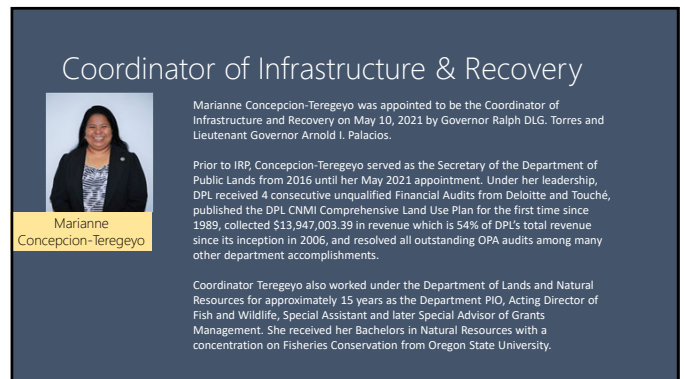 Coordinator of Infrastructure & Recovery
Marianne
Concepcion-Teregeyo
Marianne Concepcion-Teregeyo was appointed to be the Coordinator of
Infrastructure and Recovery on May 10, 2021 by Governor Ralph DLG. Torres and
Lieutenant Governor Arnold I. Palacios.
Prior to IRP, Concepcion-Teregeyo served as the Secretary of the Department of
Public Lands from 2016 until her May 2021 appointment. Under her leadership,
DPL received 4 consecutive unqualified Financial Audits from Deloitte and Touché,
published the DPL CNMI Comprehensive Land Use Plan for the first time since
1989, collected $13,947,003.39 in revenue which is 54% of DPL's total revenue
since its inception in 2006, and resolved all outstanding OPA audits among many
other department accomplishments.
Coordinator Teregeyo also worked under the Department of Lands and Natural
Resources for approximately 15 years as the Department PIO, Acting Director of
Fish and Wildlife, Special Assistant and later Special Advisor of Grants
Management. She received her Bachelors in Natural Resources with a
concentration on Fisheries Conservation from Oregon State University.